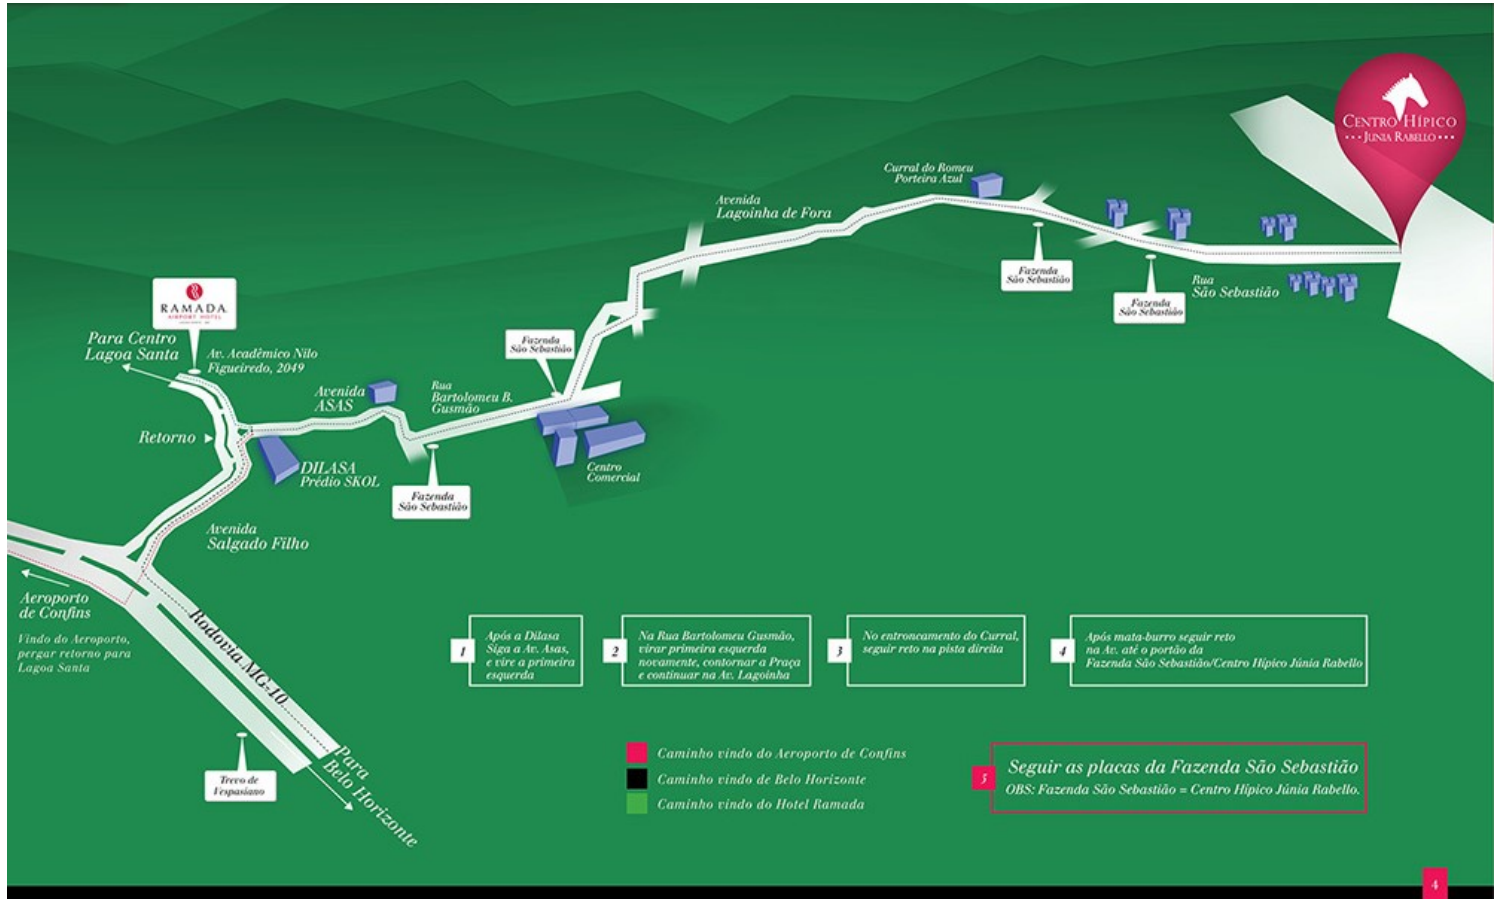 CENTRO HÍPICO
JÚNIA RABELLO
Curral do Romeu
Porteira Azul
Avenida
Lagoinha de Fora
Fazenda
São Sebastião
Fazenda
São Sebastião
Rua
São Sebastião
RAMADA
AIRPORT HOTEL
Para Centro
Lagoa Santa
Av. Acadêmico Nilo
Figueiredo, 2049
Fazenda
São Sebastião
Avenida
ASAS
Rua
Bartolomeu B.
Gusmão
Retorno
DILASA
Prédio SKOL
Centro
Comercial
Fazenda
São Sebastião
Avenida
Salgado Filho
Aeroporto
de Confins
Vindo do Aeroporto,
pergar retorno para
Lagoa Santa
Rodovia MG-10
Trevo de
Vespasiano
Para
Belo Horizonte
1
Após a Dilasa
Siga a Av. Asas,
e vire a primeira
esquerda
2
Na Rua Bartolomeu Gusmão,
virar primeira esquerda
novamente, contornar a Praça
e continuar na Av. Lagoinha
3
No entroncamento do Curral,
seguir reto na pista direita
4
Após mata-burro seguir reto
na Av. até o portão da
Fazenda São Sebastião/Centro Hípico Júnia Rabello
Caminho vindo do Aeroporto de Confins
Caminho vindo de Belo Horizonte
Caminho vindo do Hotel Ramada
5
Seguir as placas da Fazenda São Sebastião
OBS: Fazenda São Sebastião = Centro Hípico Júnia Rabello.
4